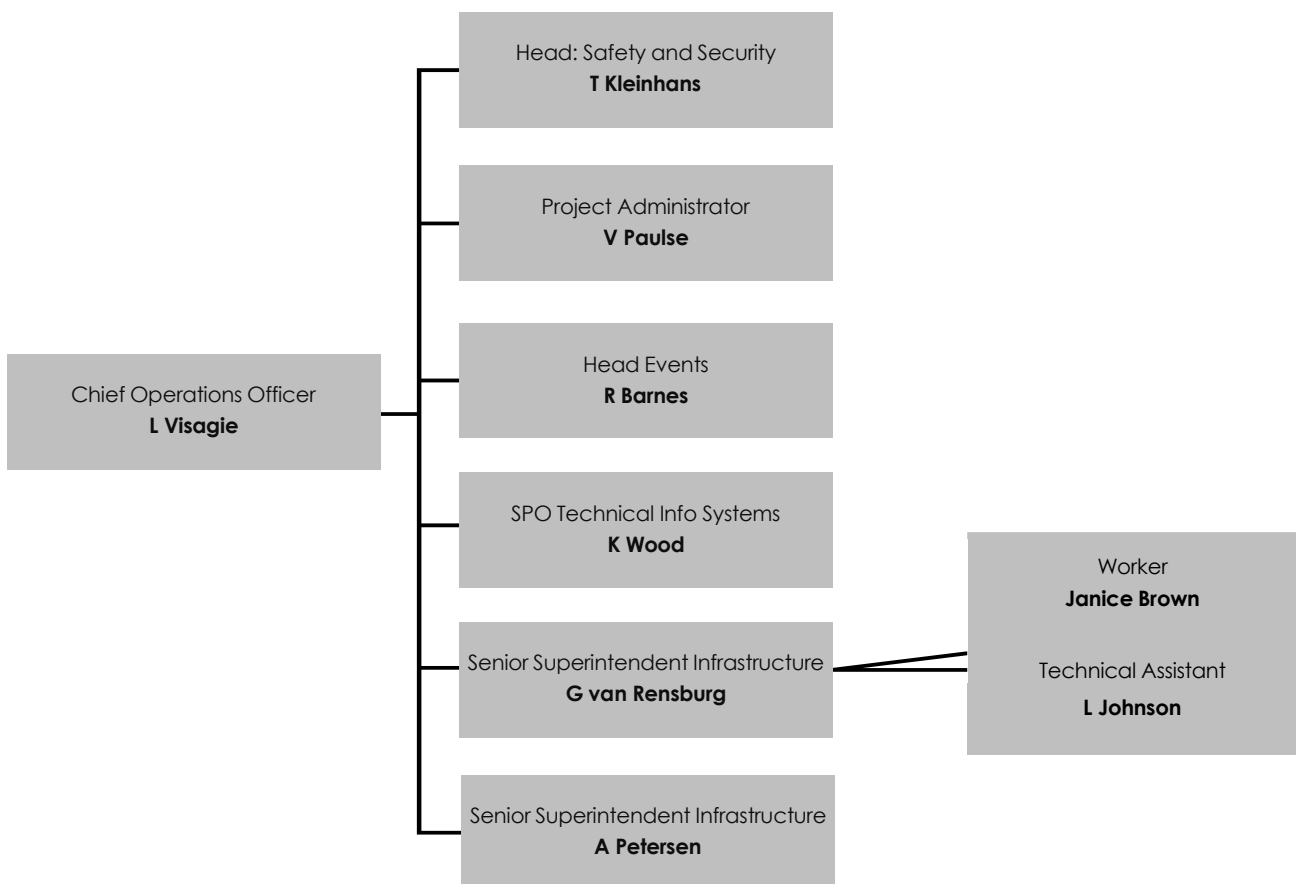 Head: Safety and Security
T Kleinhans
Project Administrator
V Paulse
Head Events
R Barnes
Chief Operations Officer
L Visagie
SPO Technical Info Systems
K Wood
Worker
Janice Brown
Senior Superintendent Infrastructure
G van Rensburg
Technical Assistant
L Johnson
Senior Superintendent Infrastructure
A Petersen